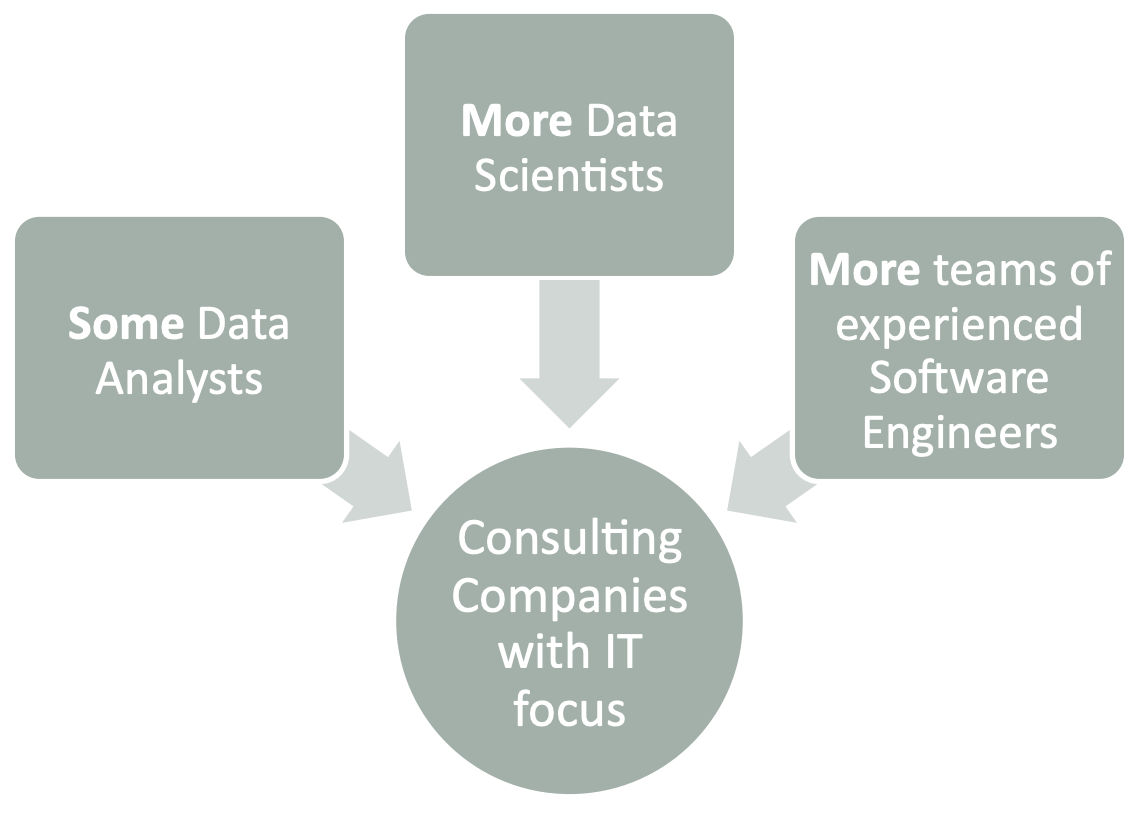 More Data
Scientists
Some Data
Analysts
More teams of
experienced
Software
Engineers
Consulting
Companies
with IT
focus